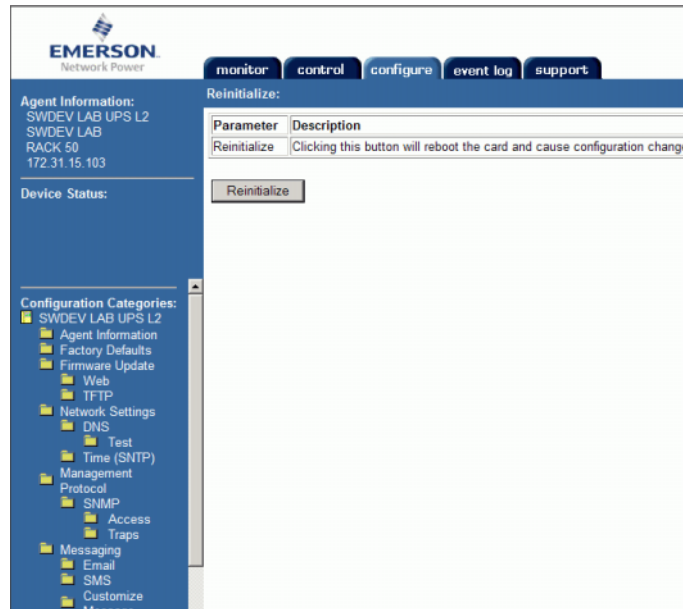 EMERSON
Network Power
monitor control configure event log support
Agent Information:
SWDEV LAB UPS L2
SWDEV LAB
RACK 50
172.31.15.103
Device Status:
Configuration Categories:
SWDEV LAB UPS L2
Agent Information
Factory Defaults
Firmware Update
Web
TFTP
Network Settings
DNS
Test
Time (SNTP)
Management
Protocol
SNMP
Access
Traps
Messaging
Email
SMS
Customize
Message
Reinitialize:
Parameter Description
Reinitialize Clicking this button will reboot the card and cause configuration change
Reinitialize